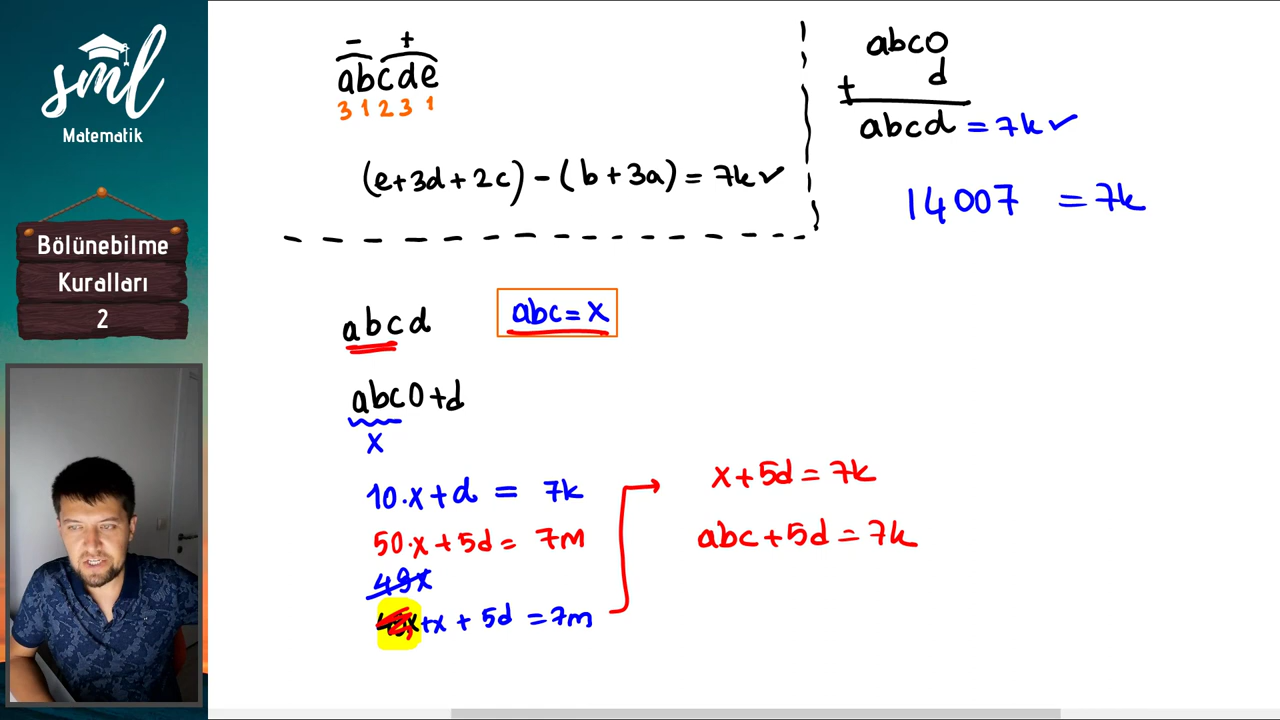 sml
Matematik
Bölünebilme
Kuralları
2
- +
abcde
3 1 2 3 1
(e+3d+2c)-(b+3a)=7k✓
abc0
+ d
abcd=7k✓
14007 =7k
abcd
abc=x
abc0+d
x
10·x+d = 7k
50·x+5d= 7m
49x
+x+5d=7m
x+5d=7k
abc+5d=7k